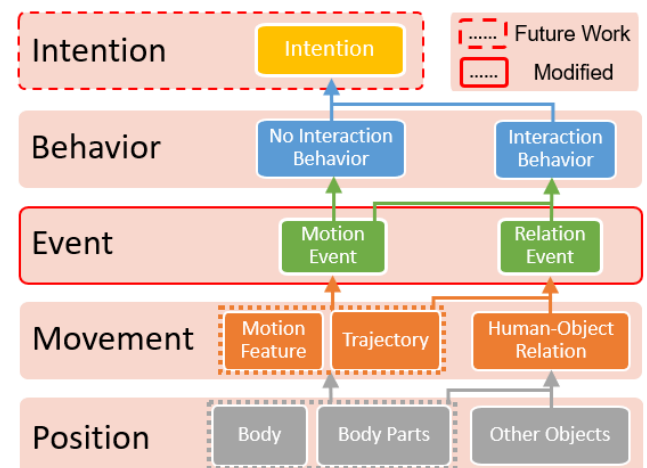 Intention
Intention
...... Future Work
...... Modified
Behavior
No Interaction
Behavior
Interaction
Behavior
Event
Motion
Event
Relation
Event
Movement
Motion
Feature
Trajectory
Human-Object
Relation
Position
Body
Body Parts
Other Objects